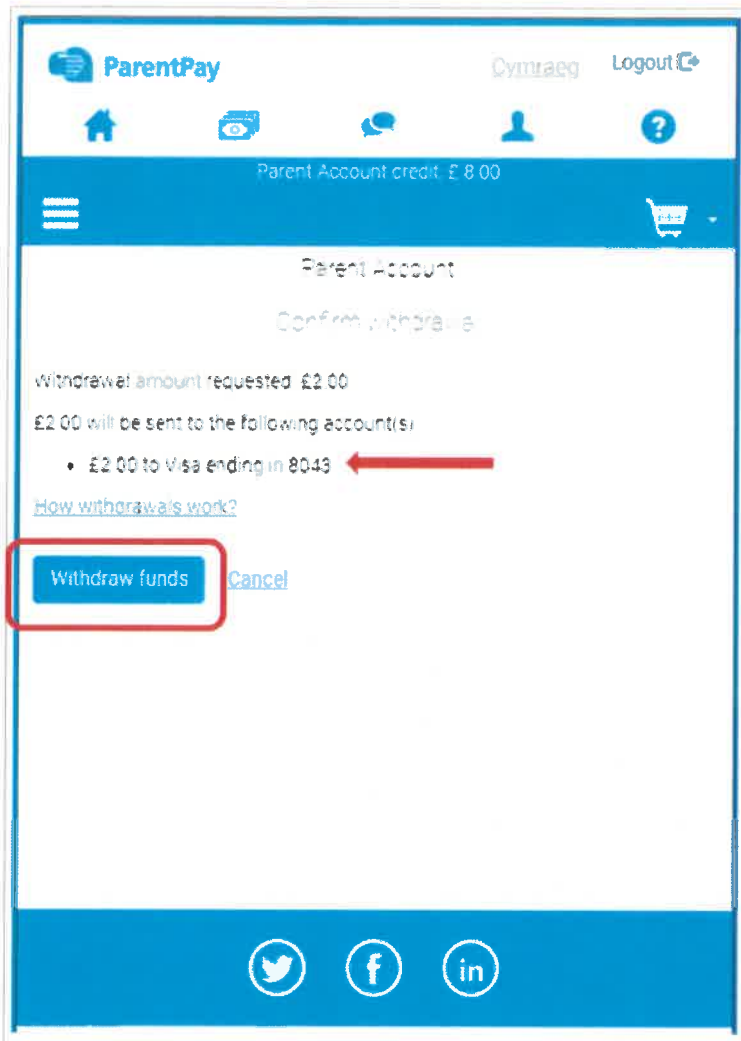 ParentPay
Cymraeg
Logout
Parent Account credit: £ 8.00
Parent Account
Confirm withdrawal
Withdrawal amount requested: £2.00
£2.00 will be sent to the following account(s)
• £2.00 to Visa ending in 8043
How withdrawals work?
Withdraw funds
Cancel